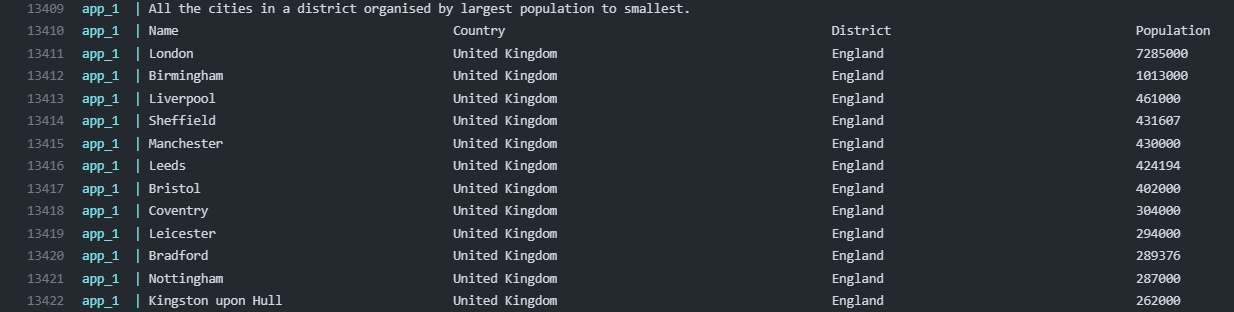 13409 app_1 | All the cities in a district organised by largest population to smallest.
13410 app_1 | Name Country District Population
13411 app_1 | London United Kingdom England 7285000
13412 app_1 | Birmingham United Kingdom England 1013000
13413 app_1 | Liverpool United Kingdom England 461000
13414 app_1 | Sheffield United Kingdom England 431607
13415 app_1 | Manchester United Kingdom England 430000
13416 app_1 | Leeds United Kingdom England 424194
13417 app_1 | Bristol United Kingdom England 402000
13418 app_1 | Coventry United Kingdom England 304000
13419 app_1 | Leicester United Kingdom England 294000
13420 app_1 | Bradford United Kingdom England 289376
13421 app_1 | Nottingham United Kingdom England 287000
13422 app_1 | Kingston upon Hull United Kingdom England 262000